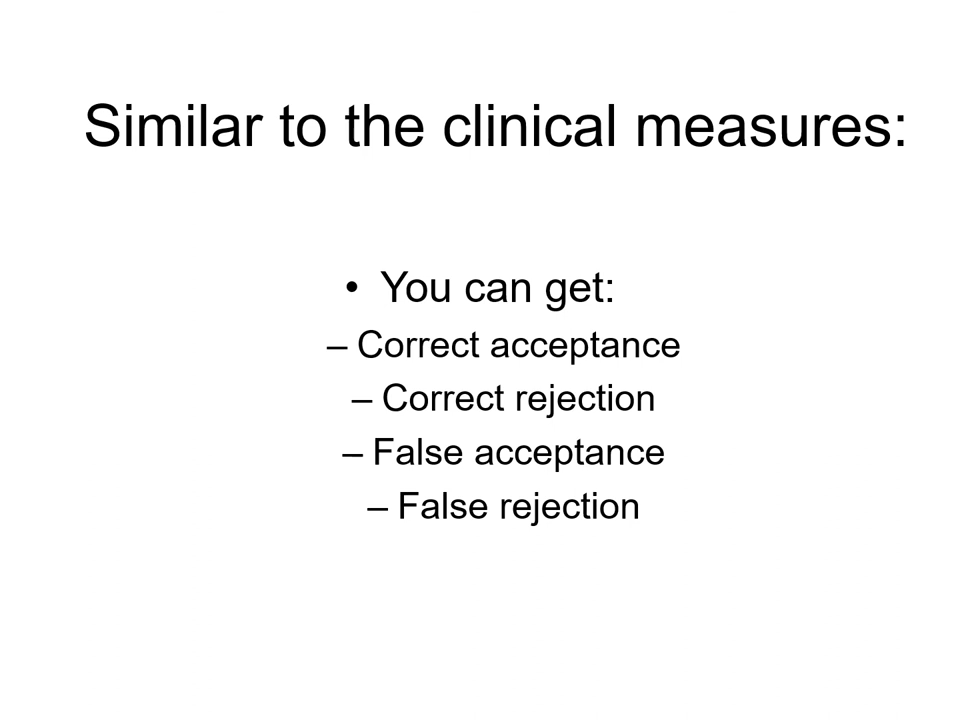 Similar to the clinical measures:
• You can get:
– Correct acceptance
– Correct rejection
– False acceptance
– False rejection